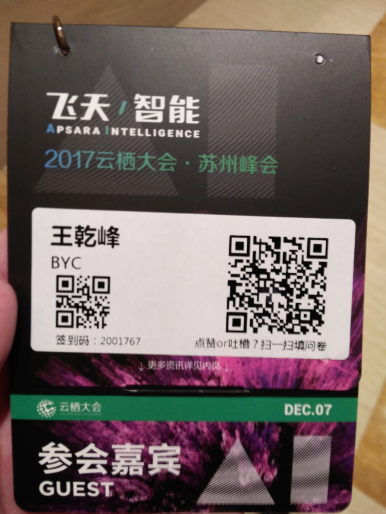 飞天/智能
APSARA INTELLIGENCE
2017云栖大会·苏州峰会
王乾峰
BYC
签到码：2001767
点赞or吐槽？扫一扫填问卷
↓更多资讯详见内页↓
云栖大会
DEC.07
参会嘉宾
GUEST